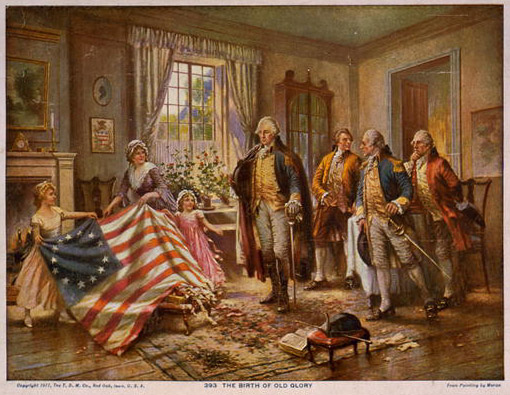 Copyright 1917, The T. D. M. Co., Red Oak, Iowa, U. S. A.
393 THE BIRTH OF OLD GLORY
From Painting by Moran